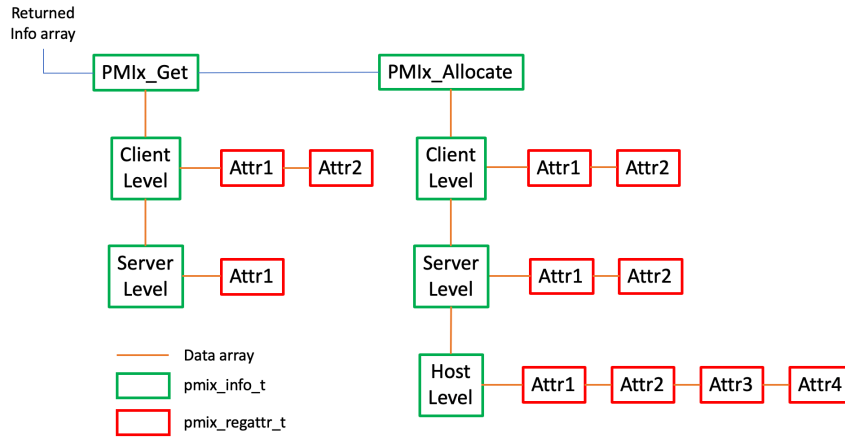 Returned
Info array
PMIx_Get
PMIx_Allocate
Client
Level
Attr1
Attr2
Client
Level
Attr1
Attr2
Server
Level
Attr1
Server
Level
Attr1
Attr2
Data array
pmix_info_t
pmix_regattr_t
Host
Level
Attr1
Attr2
Attr3
Attr4